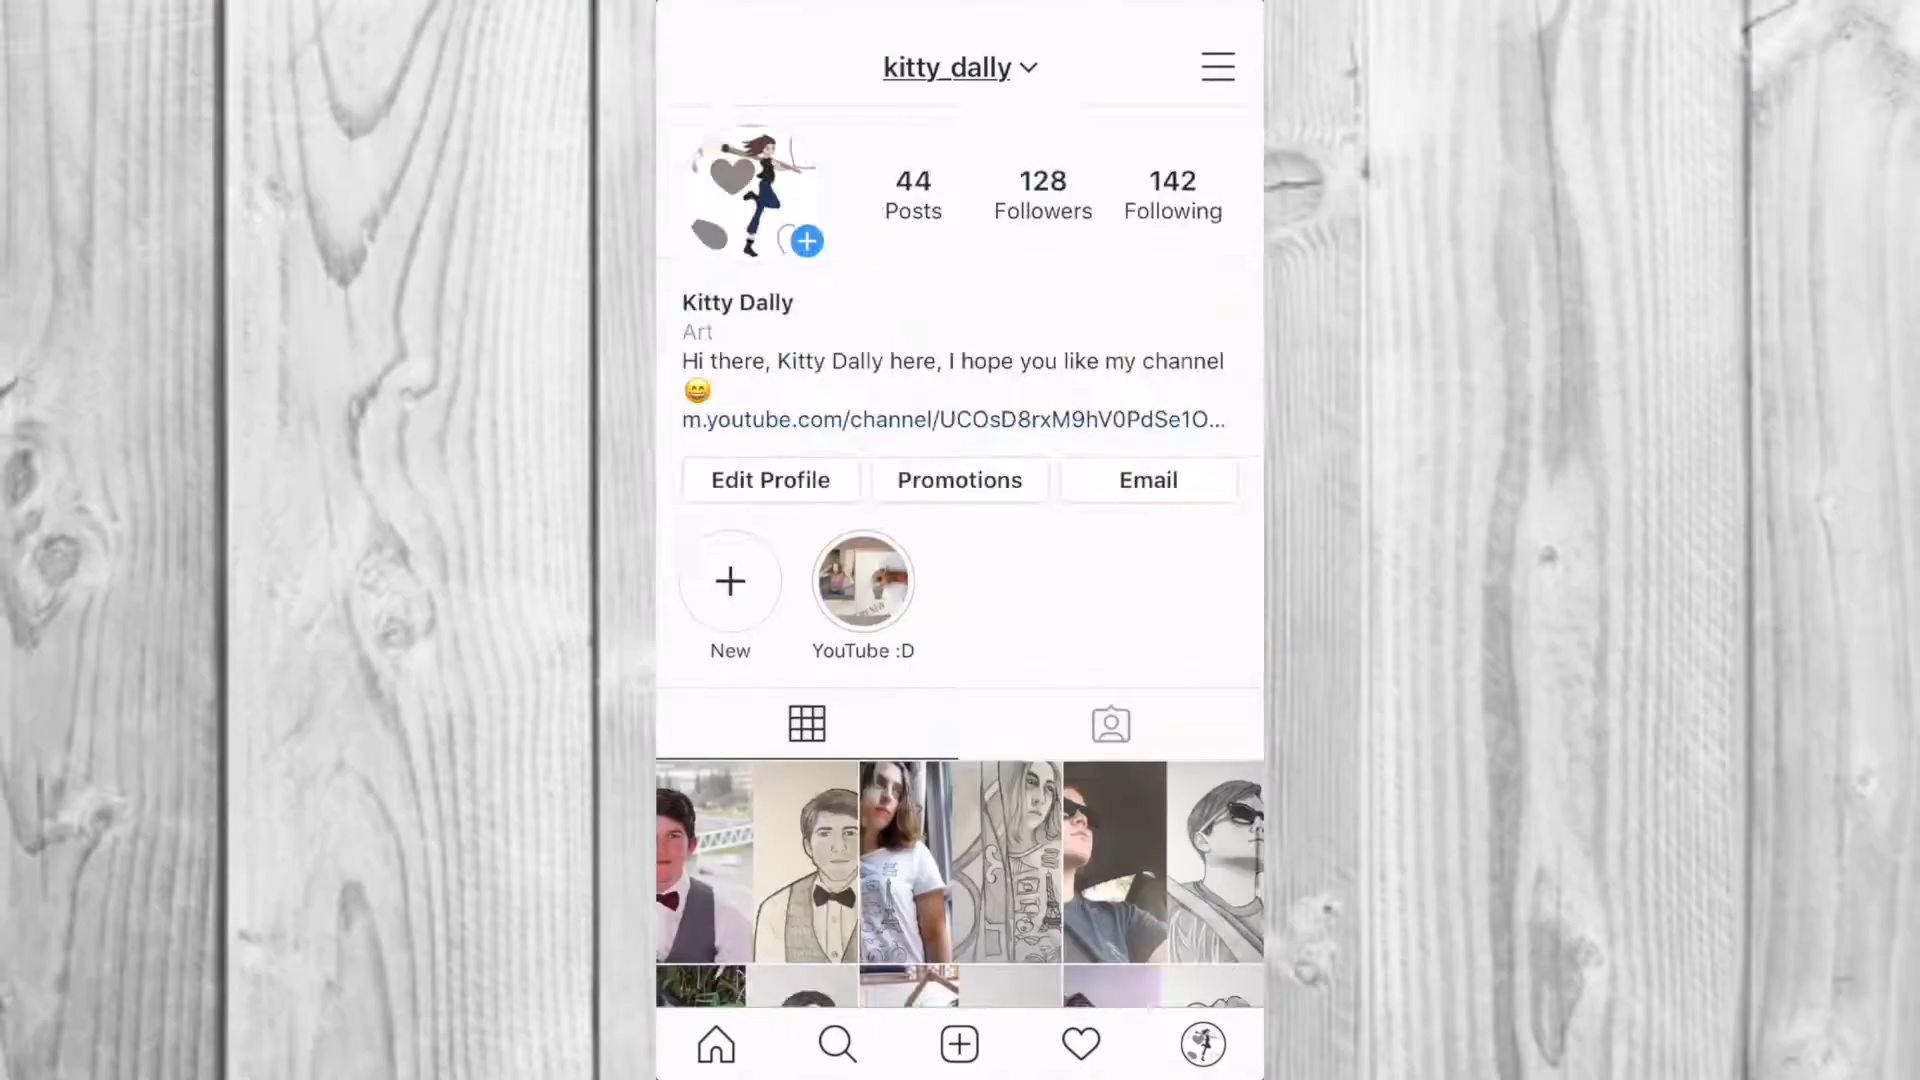 kitty_dally
44
Posts
128
Followers
142
Following
Kitty Dally
Art
Hi there, Kitty Dally here, I hope you like my channel
😄
m.youtube.com/channel/UCOsD8rxM9hV0PdSe1O...
Edit Profile
Promotions
Email
New
YouTube :D